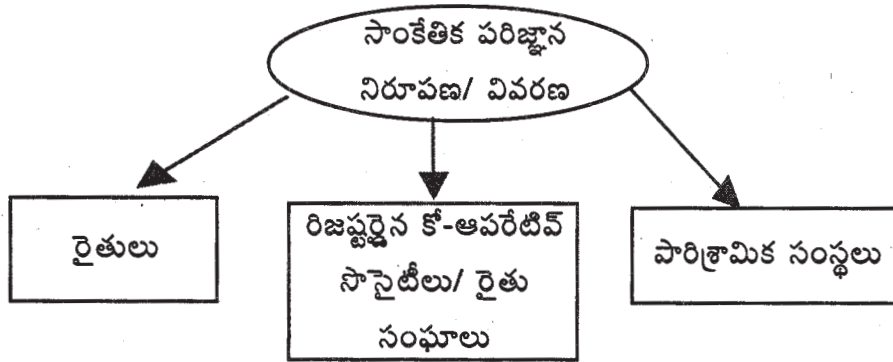 సాంకేతిక పరిజ్ఞాన
నిరూపణ/ వివరణ
రైతులు
రిజిష్టర్డైన కో-ఆపరేటివ్
సొసైటీలు/ రైతు
సంఘాలు
పారిశ్రామిక సంస్థలు